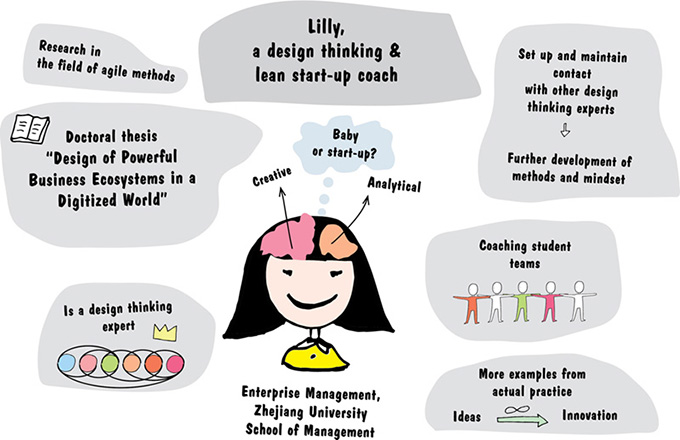 Lilly,
a design thinking &
lean start-up coach
Research in
the field of agile methods
Set up and maintain
contact
with other design
thinking experts
Further development of
methods and mindset
Doctoral thesis
“Design of Powerful
Business Ecosystems in a
Digitized World”
Baby
or start-up?
Creative
Analytical
Coaching student
teams
Is a design thinking
expert
Enterprise Management,
Zhejiang University
School of Management
More examples from
actual practice
Ideas
Innovation